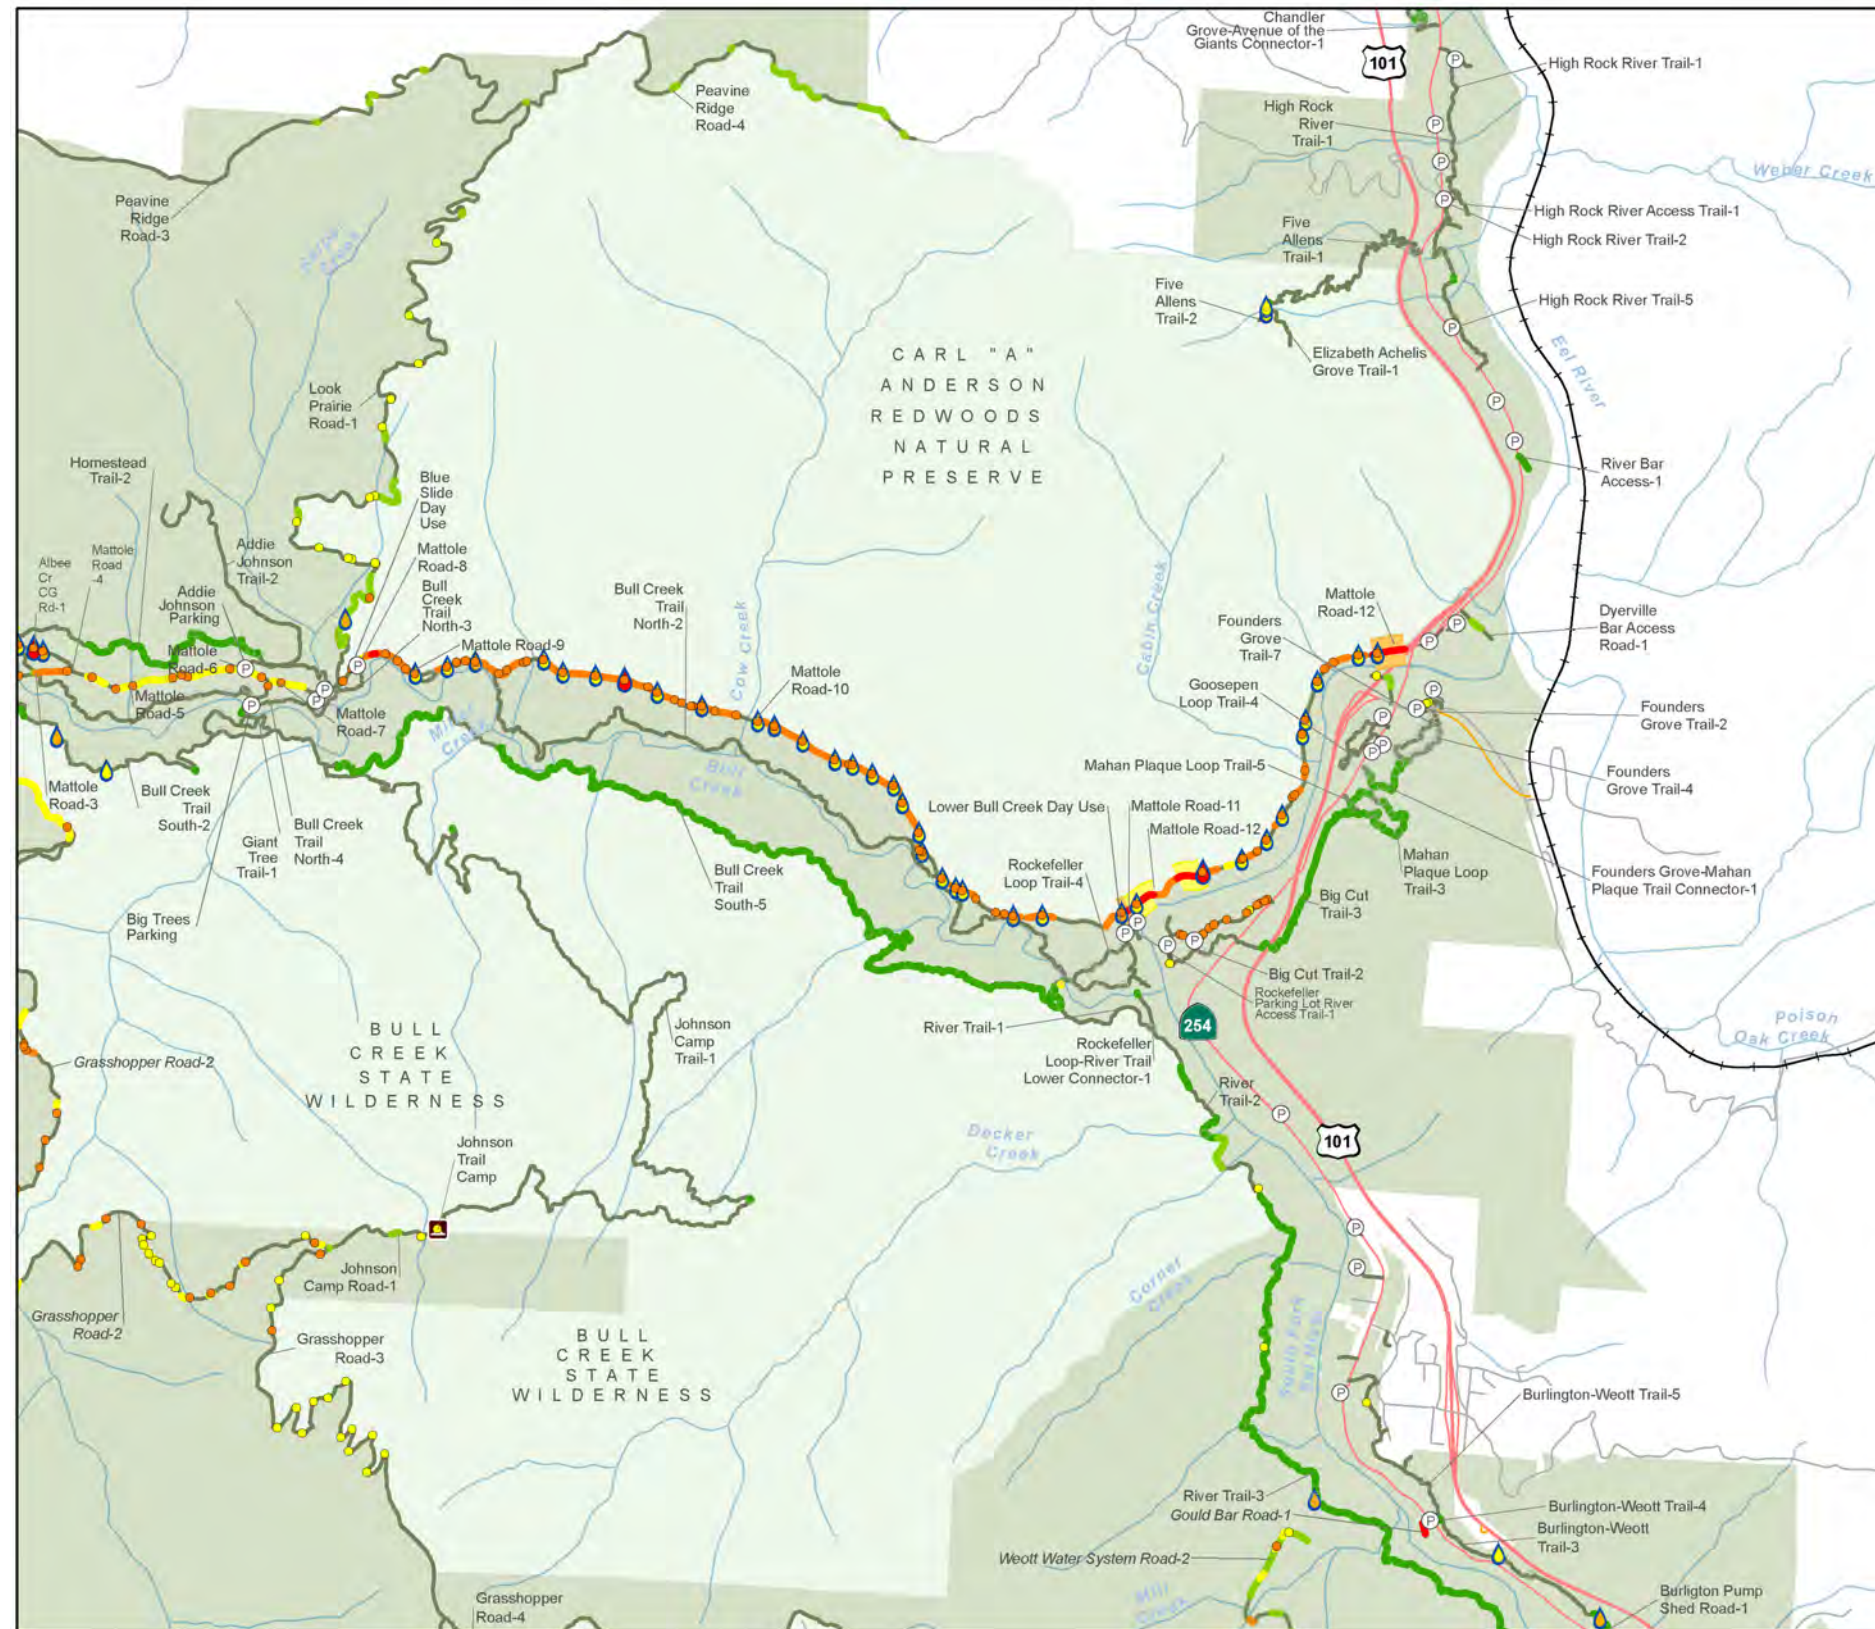 Chandler
Grove-Avenue of the
Giants Connector-1
101
High Rock River Trail-1
High Rock
River
Trail-1
Peavine
Ridge
Road-4
Weber Creek
Peavine
Ridge
Road-3
High Rock River Access Trail-1
High Rock River Trail-2
Five
Allens
Trail-1
Creek
Five
Allens
Trail-2
High Rock River Trail-5
Eel River
Elizabeth Achelis
Grove Trail-1
CARL "A"
ANDERSON
REDWOODS
NATURAL
PRESERVE
Look
Prairie
Road-1
Homestead
Trail-2
Blue
Slide
Day
Use
River Bar
Access-1
Albee
Cr
CG
Rd-1
Mattole
Road
-4
Addie
Johnson
Trail-2
Addie
Johnson
Parking
Mattole
Road-8
Bull
Creek
Trail
North-3
Bull Creek
Trail
North-2
Cow Creek
Cabin Creek
Mattole
Road-12
Founders
Grove
Trail-7
Dyerville
Bar Access
Road-1
Mattole
Road-6
Mattole Road-9
Mattole
Road-10
Mattole
Road-5
Mattole
Road-7
Goosepen
Loop Trail-4
Founders
Grove Trail-2
Miller
Creek
Bull
Creek
Mahan Plaque Loop Trail-5
Founders
Grove Trail-4
Mattole
Road-3
Bull Creek
Trail
South-2
Giant
Tree
Trail-1
Bull Creek
Trail
North-4
Lower Bull Creek Day Use
Mattole Road-11
Mattole Road-12
Bull Creek
Trail
South-5
Rockefeller
Loop Trail-4
Mahan
Plaque Loop
Trail-3
Founders Grove-Mahan
Plaque Trail Connector-1
Big Cut
Trail-3
Big Trees
Parking
Big Cut Trail-2
Rockefeller
Parking Lot River
Access Trail-1
254
Poison
Oak Creek
BULL
CREEK
STATE
WILDERNESS
Johnson
Camp
Trail-1
River Trail-1
Rockefeller
Loop-River Trail
Lower Connector-1
Grasshopper Road-2
River
Trail-2
101
Decker
Creek
Johnson
Trail
Camp
Johnson
Camp Road-1
Corner
Creek
Grasshopper
Road-2
Grasshopper
Road-3
BULL
CREEK
STATE
WILDERNESS
South Fork
Eel River
Burlington-Weott Trail-5
River Trail-3
Gould Bar Road-1
Burlington-Weott Trail-4
Burlington-Weott
Trail-3
Weott Water System Road-2
Mill
Creek
Grasshopper
Road-4
Burligton Pump
Shed Road-1